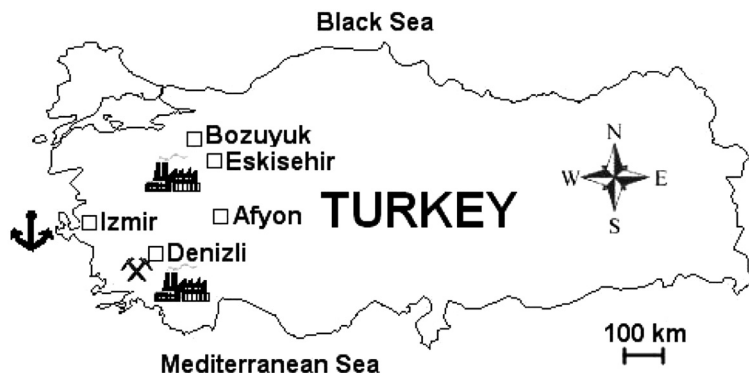 Black Sea
Bozuyuk
Eskisehir
N
W E
S
Izmir
Afyon
TURKEY
Denizli
100 km
Mediterranean Sea